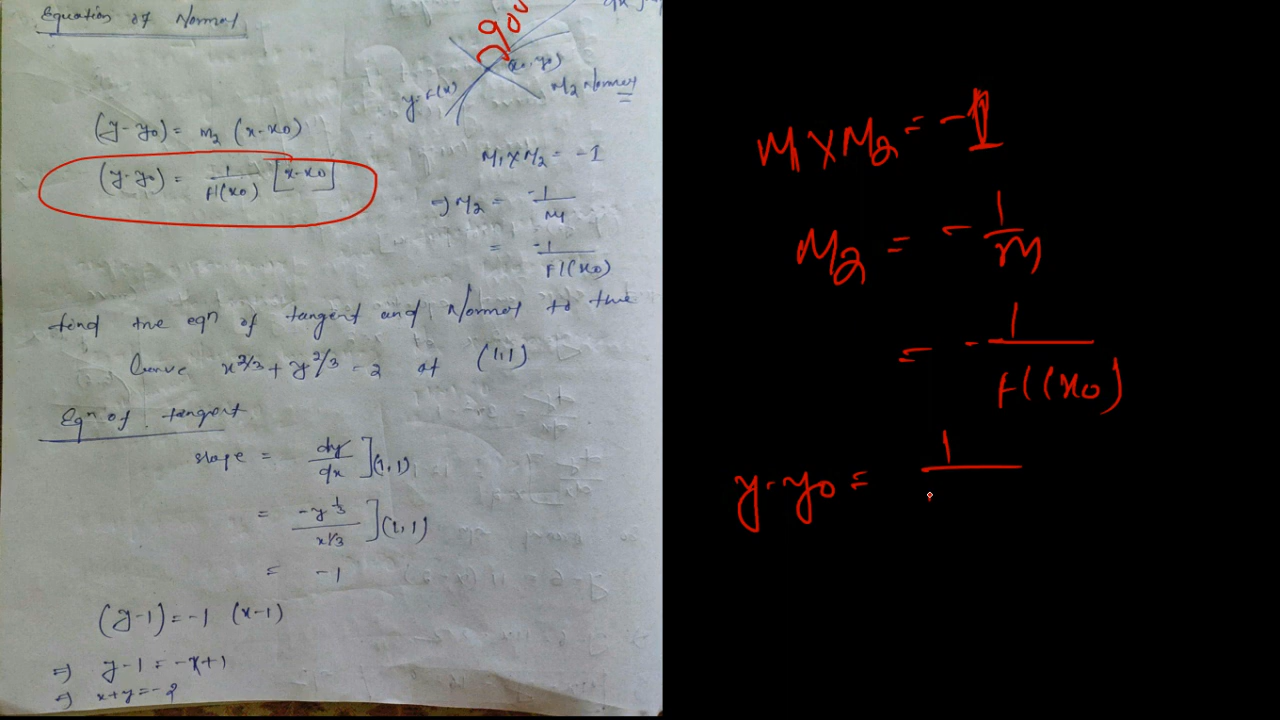 Equation of Normal
90°
(x0, y0)
y=f(x)
M2 Normal
(y-y0) = m2 (x-x0)
M1 x M2 = -1
(y-y0) = 1/f'(x0) [x-x0]
=> M2 = -1/m
= -1/f'(x0)
find the eqn of tangent and Normal to the
Curve x^2/3 + y^2/3 = 2 at (1,1)
Eqn of tangent
slope = dy/dx ](1,1)
= -y^1/3 / x^1/3 ](1,1)
= -1
(y-1) = -1 (x-1)
=> y-1 = -x+1
=> x+y = -2
M1 x M2 = -1
M2 = -1/m
= -1/f'(x0)
y-y0 = 1